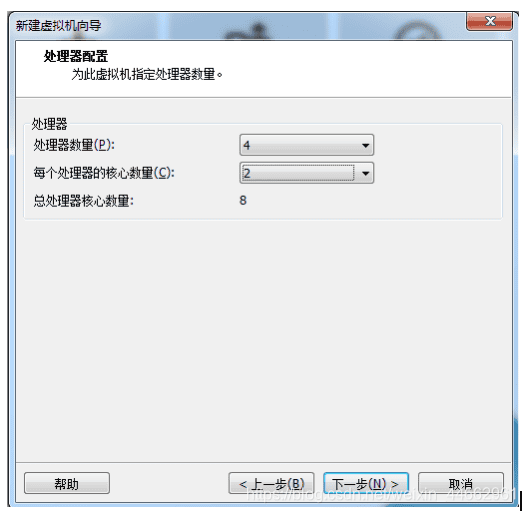 新建虚拟机向导
处理器配置
为此虚拟机指定处理器数量。
处理器
处理器数量(P): 4
每个处理器的核心数量(C): 2
总处理器核心数量: 8
帮助 < 上一步(B) 下一步(N) > 取消
https://blog.csdn.net/weixin_44662961